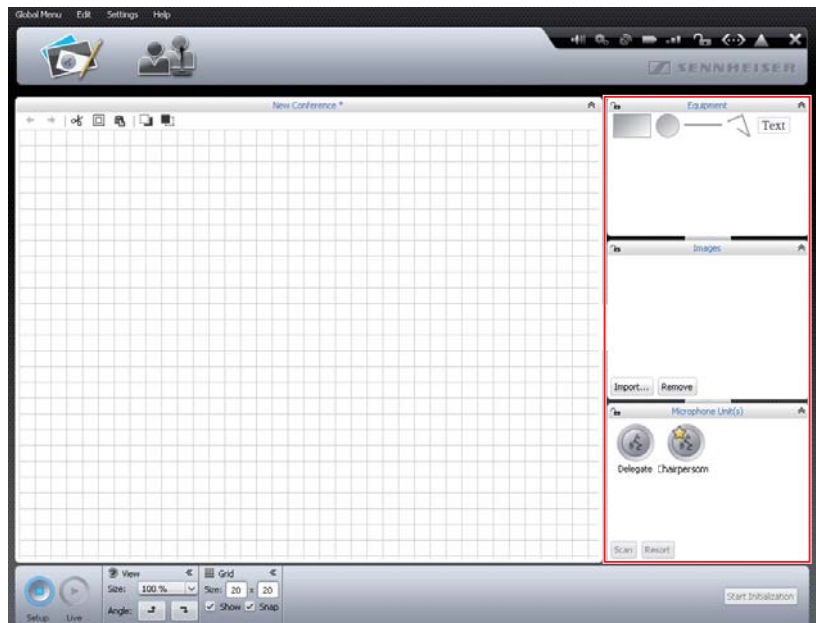 Global Menu Edit Settings Help
SENNHEISER
New Conference *
Equipment
Text
Images
Import... Remove
Microphone Unit(s)
Delegate Chairperson
Scan Resort
View Grid
Size: 100 % Size: 20 x 20
Angle: Show Snap
Start Initialization
Setup Live